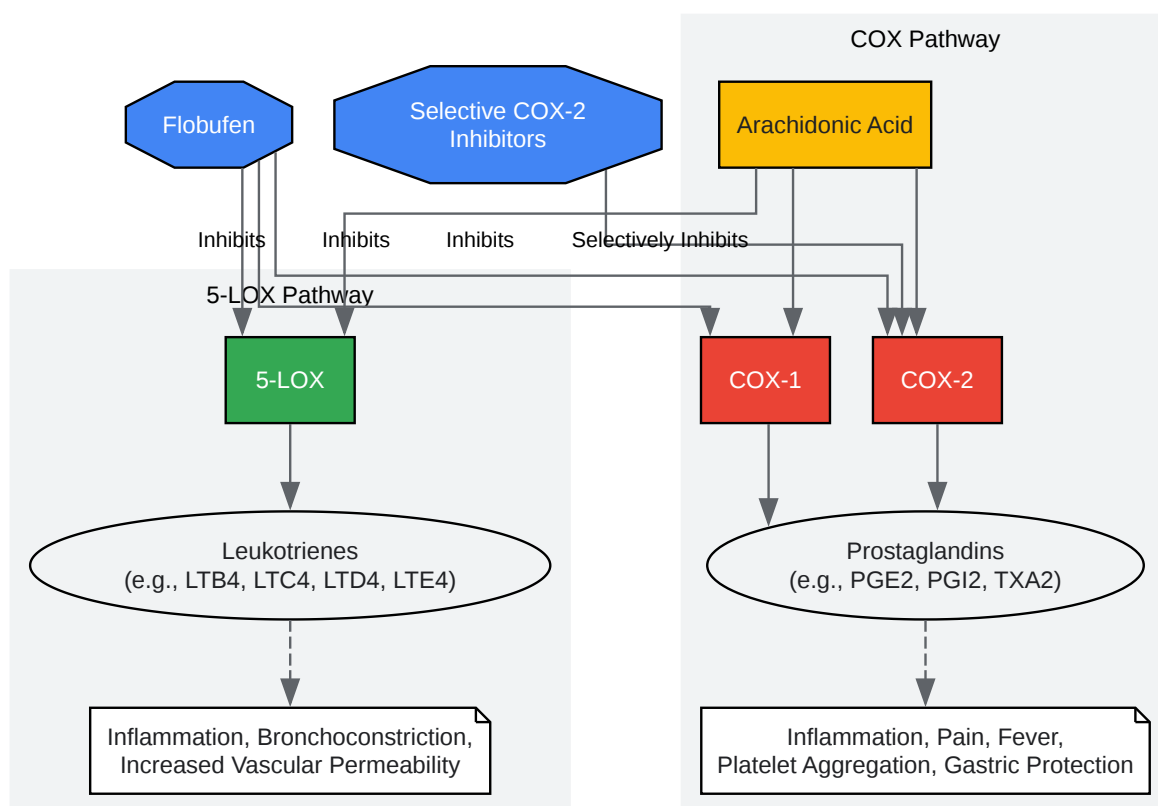 COX Pathway
Flobufen
Selective COX-2
Inhibitors
Arachidonic Acid
Inhibits
Inhibits
Inhibits
Selectively Inhibits
5-LOX Pathway
5-LOX
COX-1
COX-2
Leukotrienes
(e.g., LTB4, LTC4, LTD4, LTE4)
Prostaglandins
(e.g., PGE2, PGI2, TXA2)
Inflammation, Bronchoconstriction,
Increased Vascular Permeability
Inflammation, Pain, Fever,
Platelet Aggregation, Gastric Protection